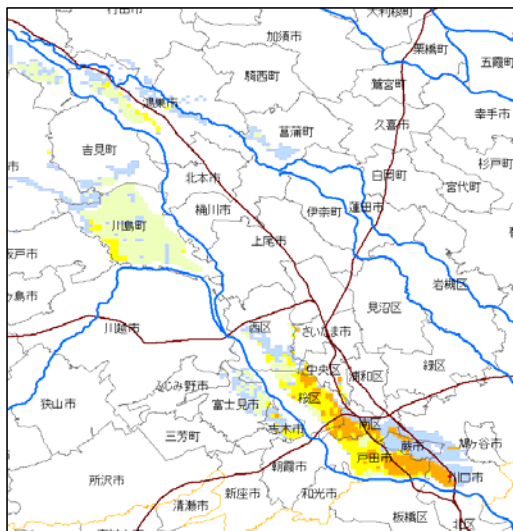 行田市
加須市
大利根町
栗橋町
五霞町
騎西町
鷲宮町
鴻巣市
幸手市
菖蒲町
久喜市
吉見町
杉戸町
白岡町
北本市
宮代町
桶川市
伊奈町
蓮田市
川島町
上尾市
坂戸市
岩槻区
ヶ島市
見沼区
川越市
西区
さいたま市
緑区
中央区
浦和区
ふじみ野市
桜区
狭山市
富士見市
南区
志木市
三芳町
蕨市
鳩ヶ谷市
戸田市
朝霞市
川口市
所沢市
新座市
和光市
清瀬市
板橋区
北区